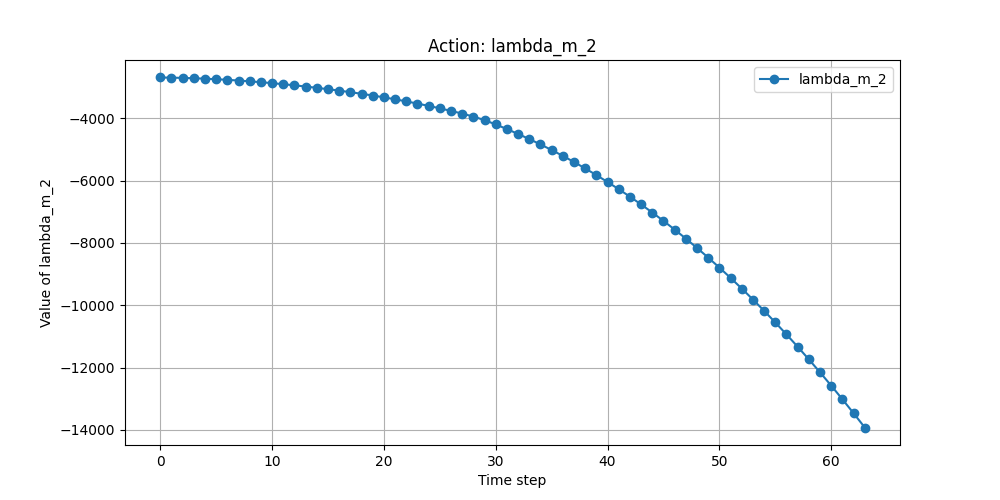 Action: lambda_m_2
lambda_m_2
Value of lambda_m_2
−4000
−6000
−8000
−10000
−12000
−14000
0 10 20 30 40 50 60
Time step